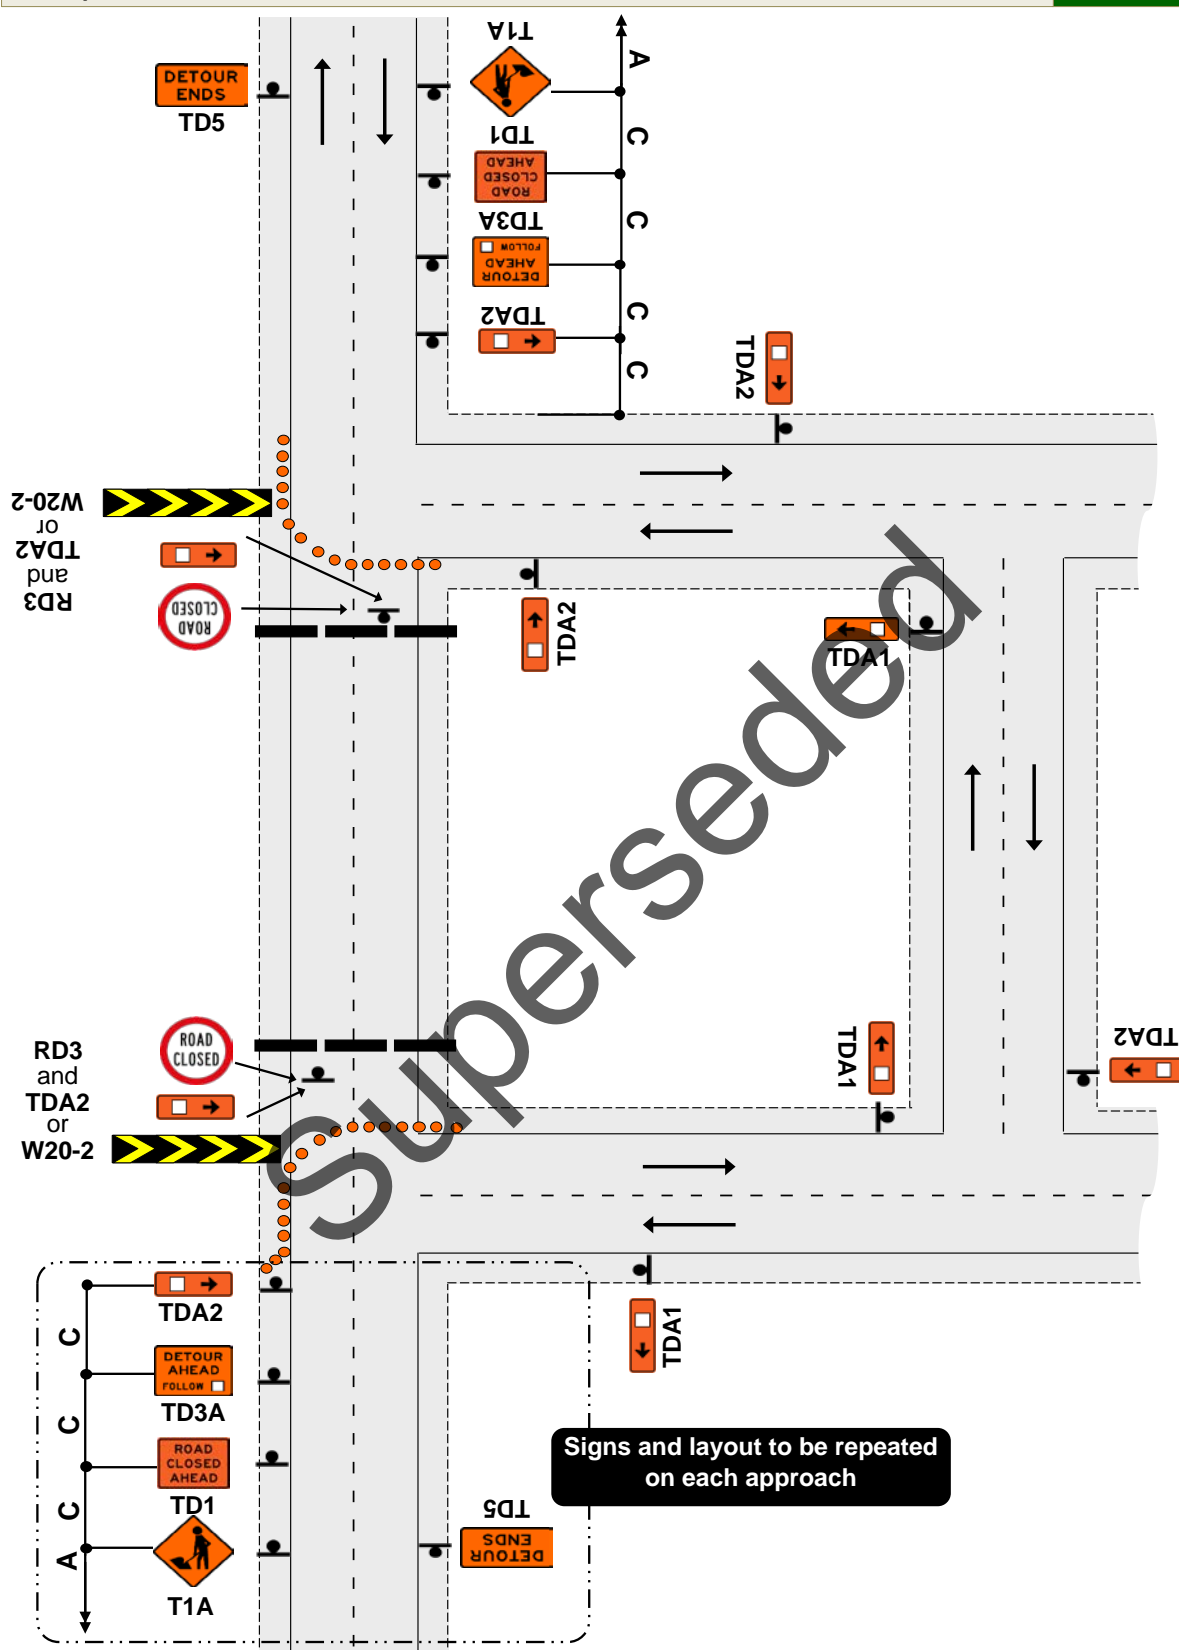 T1A
A
DETOUR
ENDS
TD5
TD1
C
ROAD
CLOSED
AHEAD
TD3A
C
DETOUR
AHEAD
FOLLOW
TDA2
C
C
TDA2
W20-2
or
TDA2
and
RD3
ROAD
CLOSED
TDA2
TDA1
Superseded
RD3
and
TDA2
or
W20-2
ROAD
CLOSED
TDA1
TDA2
TDA2
C
DETOUR
AHEAD
FOLLOW
TD3A
C
ROAD
CLOSED
AHEAD
TD1
C
A
T1A
TDA1
Signs and layout to be repeated
on each approach
TD5
DETOUR
ENDS